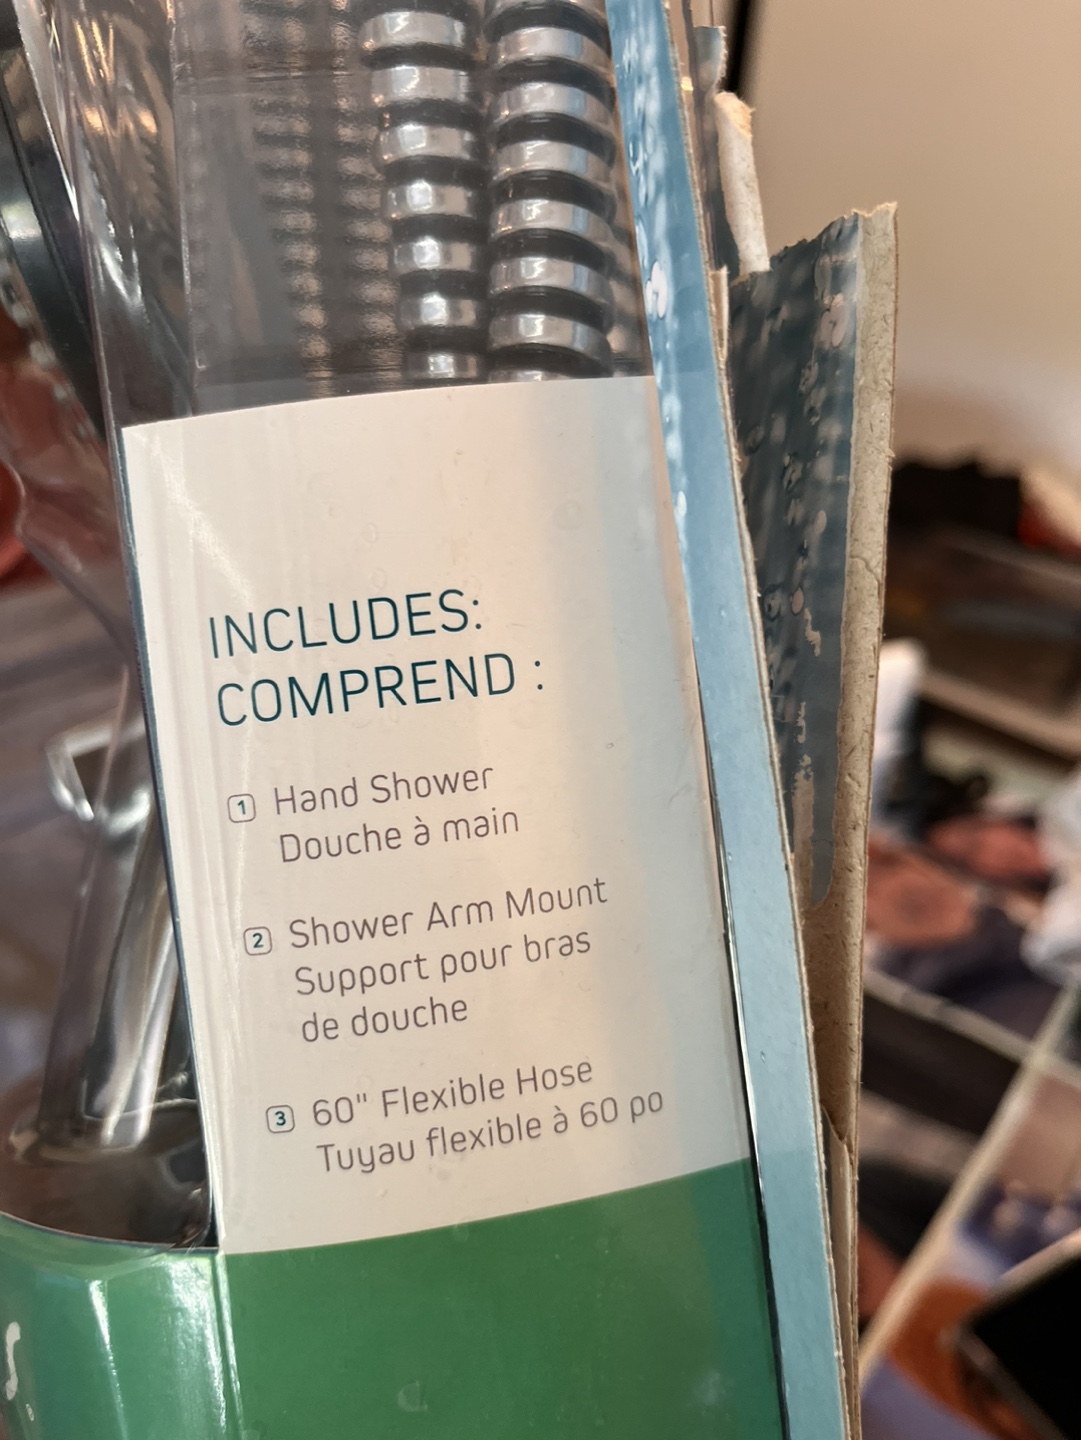 INCLUDES:
COMPREND :
1 Hand Shower
Douche à main
2 Shower Arm Mount
Support pour bras
de douche
3 60" Flexible Hose
Tuyau flexible à 60 po